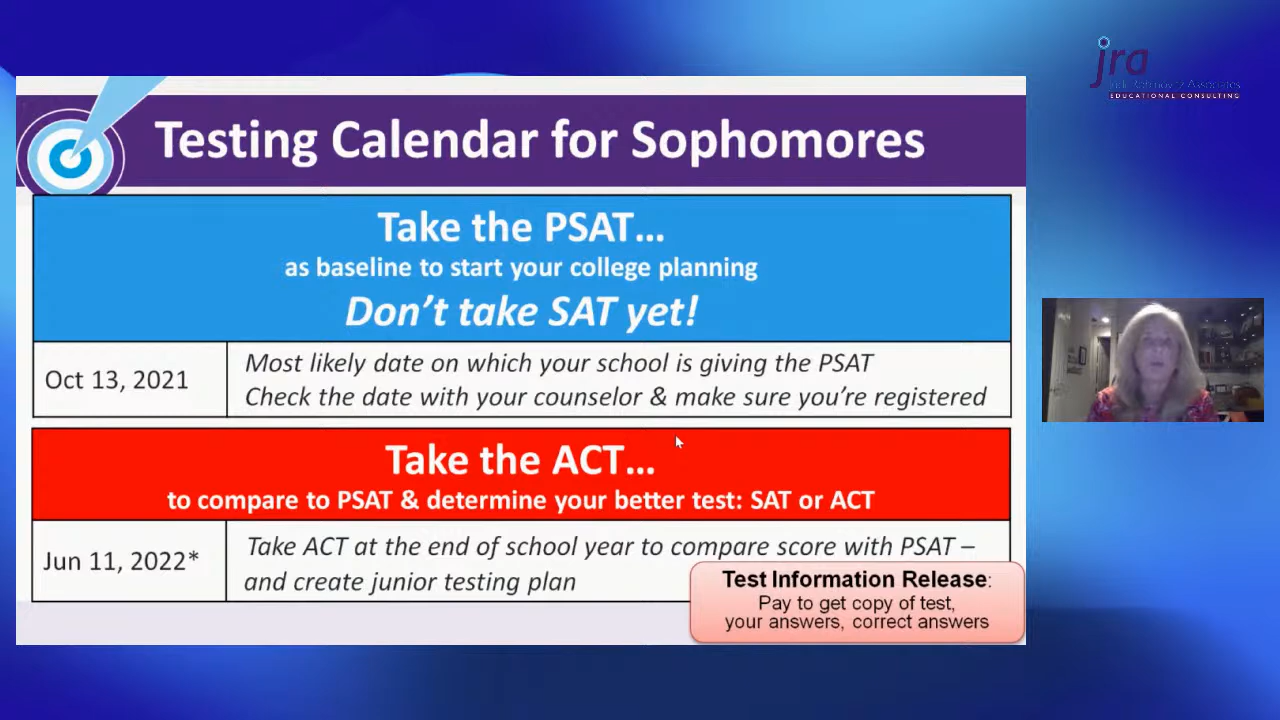 jra
Associates
EDUCATIONAL CONSULTING
Testing Calendar for Sophomores
Take the PSAT...
as baseline to start your college planning
Don't take SAT yet!
Oct 13, 2021
Most likely date on which your school is giving the PSAT
Check the date with your counselor & make sure you're registered
Take the ACT...
to compare to PSAT & determine your better test: SAT or ACT
Jun 11, 2022*
Take ACT at the end of school year to compare score with PSAT –
and create junior testing plan
Test Information Release:
Pay to get copy of test,
your answers, correct answers